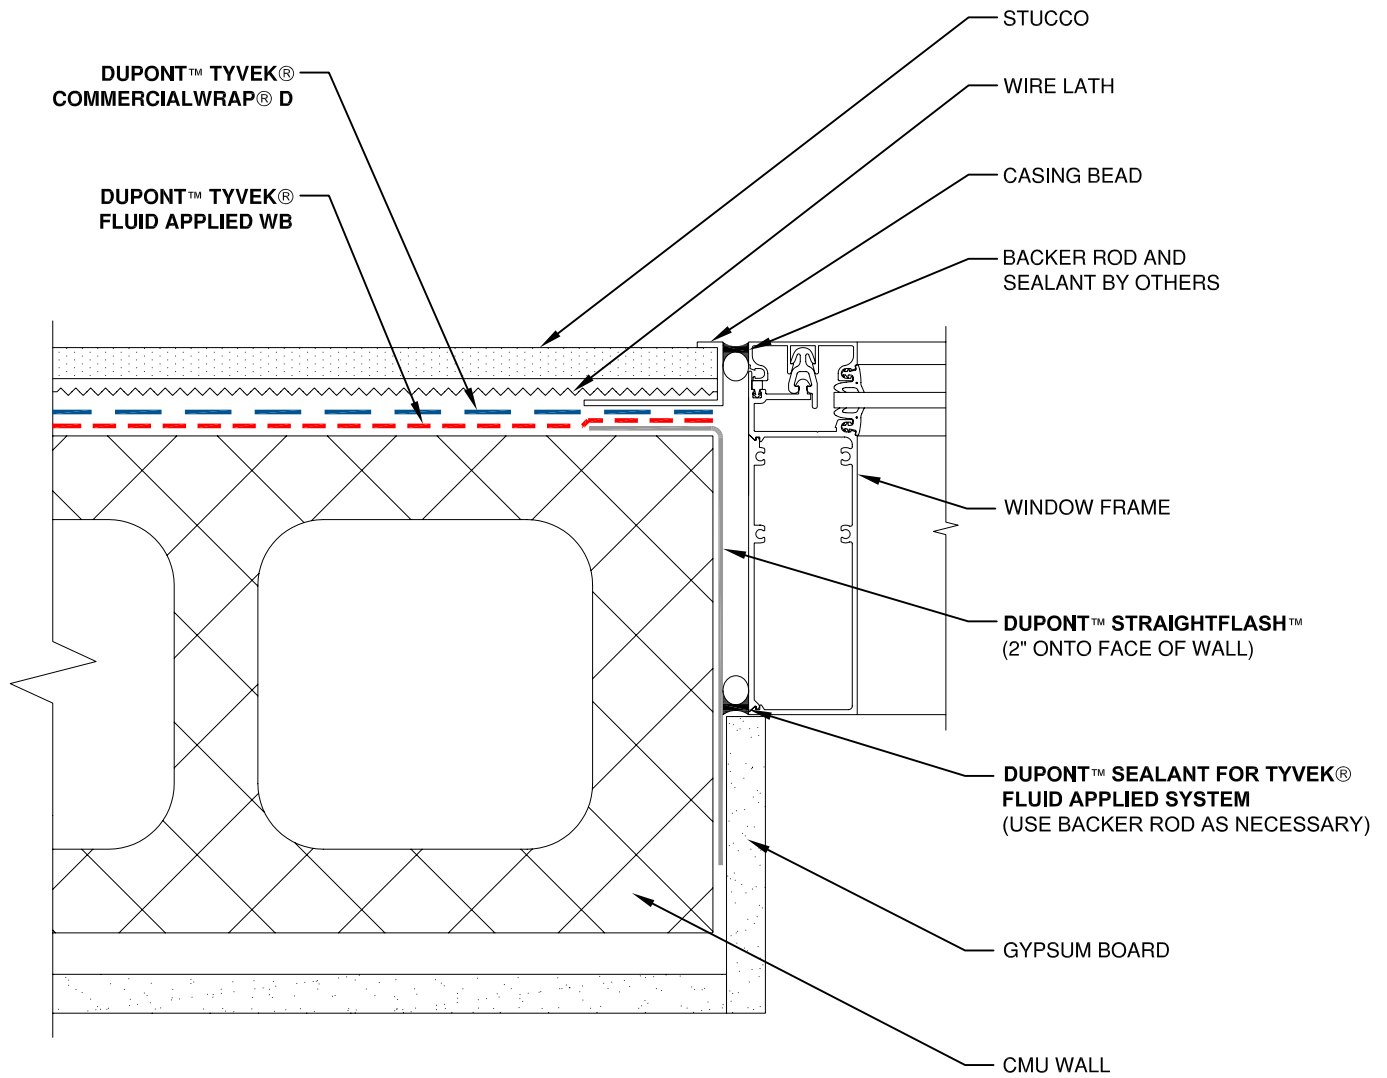 STUCCO
DUPONT™ TYVEK®
COMMERCIALWRAP® D
WIRE LATH
CASING BEAD
DUPONT™ TYVEK®
FLUID APPLIED WB
BACKER ROD AND
SEALANT BY OTHERS
WINDOW FRAME
DUPONT™ STRAIGHTFLASH™
(2" ONTO FACE OF WALL)
DUPONT™ SEALANT FOR TYVEK®
FLUID APPLIED SYSTEM
(USE BACKER ROD AS NECESSARY)
GYPSUM BOARD
CMU WALL